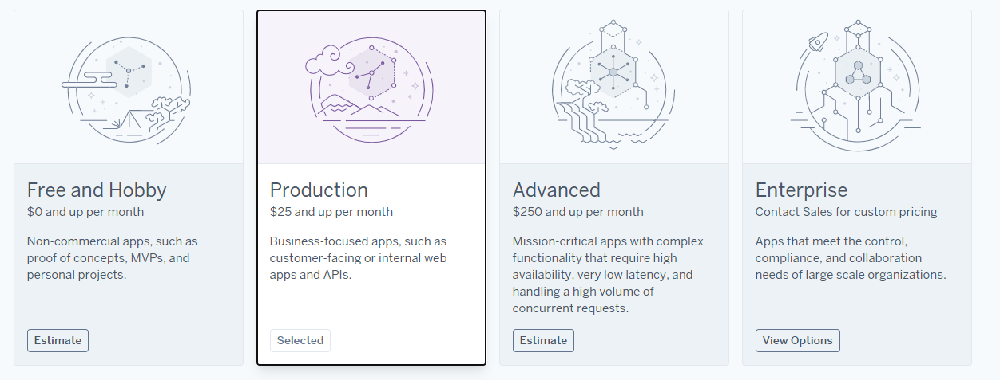 Free and Hobby
$0 and up per month
Non-commercial apps, such as
proof of concepts, MVPs, and
personal projects.
Estimate
Production
$25 and up per month
Business-focused apps, such as
customer-facing or internal web
apps and APIs.
Selected
Advanced
$250 and up per month
Mission-critical apps with complex
functionality that require high
availability, very low latency, and
handling a high volume of
concurrent requests.
Estimate
Enterprise
Contact Sales for custom pricing
Apps that meet the control,
compliance, and collaboration
needs of large scale organizations.
View Options